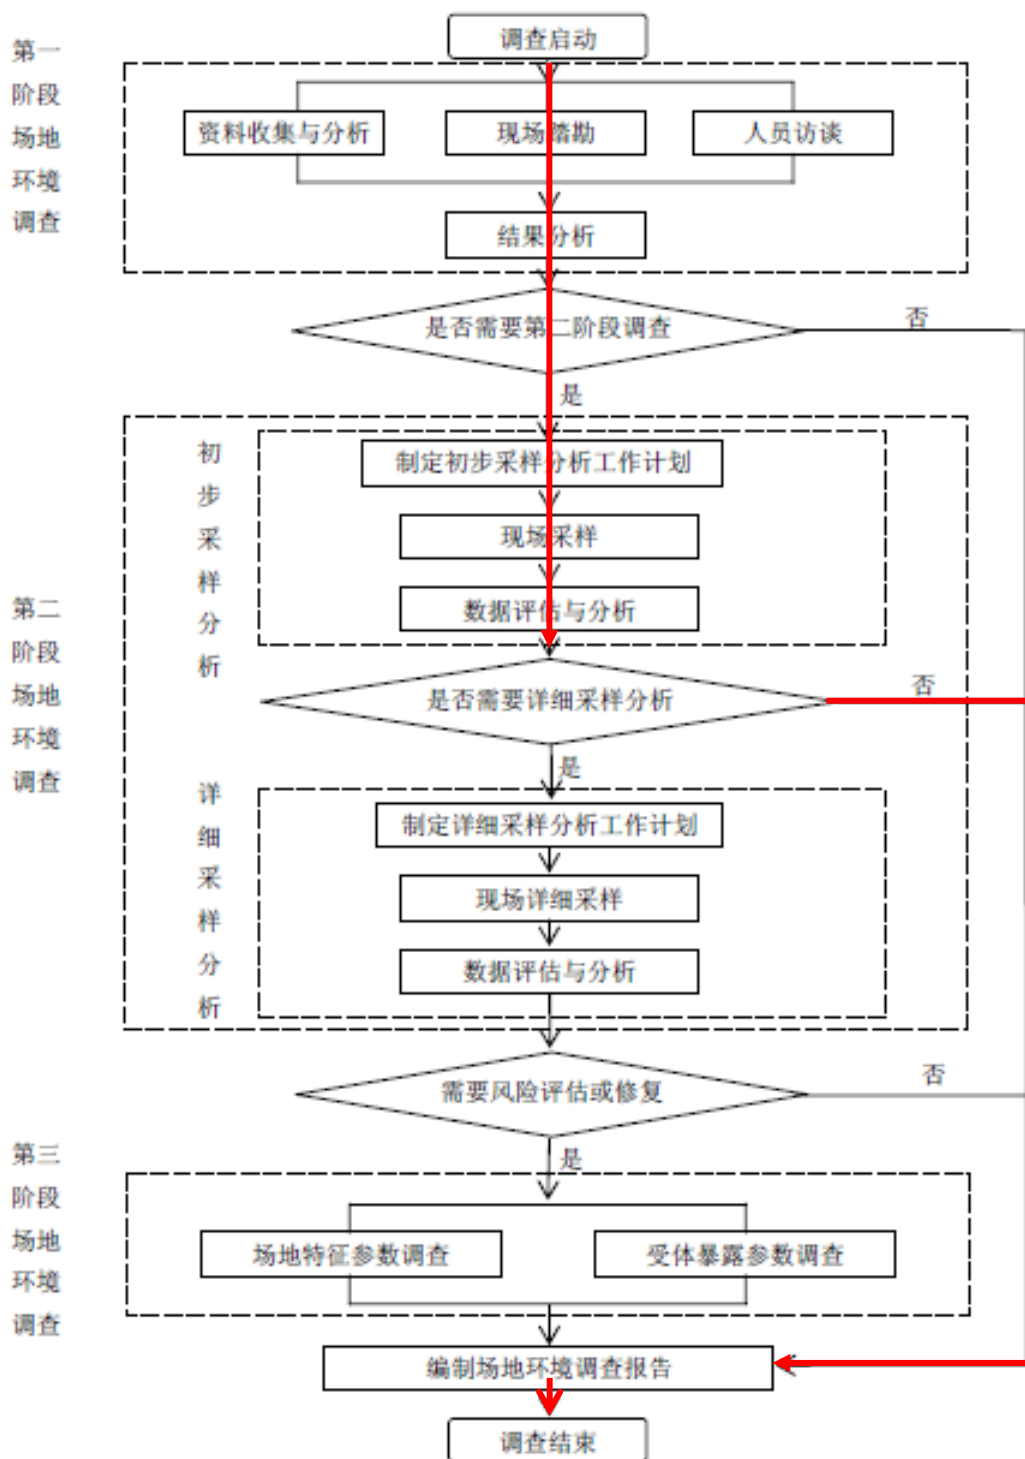 调查启动
第一
阶段
场地
环境
调查
资料收集与分析
现场踏勘
人员访谈
结果分析
是否需要第二阶段调查
否
是
第二
阶段
场地
环境
调查
初
步
采
样
分
析
制定初步采样分析工作计划
现场采样
数据评估与分析
是否需要详细采样分析
否
是
详
细
采
样
分
析
制定详细采样分析工作计划
现场详细采样
数据评估与分析
需要风险评估或修复
否
是
第三
阶段
场地
环境
调查
场地特征参数调查
受体暴露参数调查
编制场地环境调查报告
调查结束